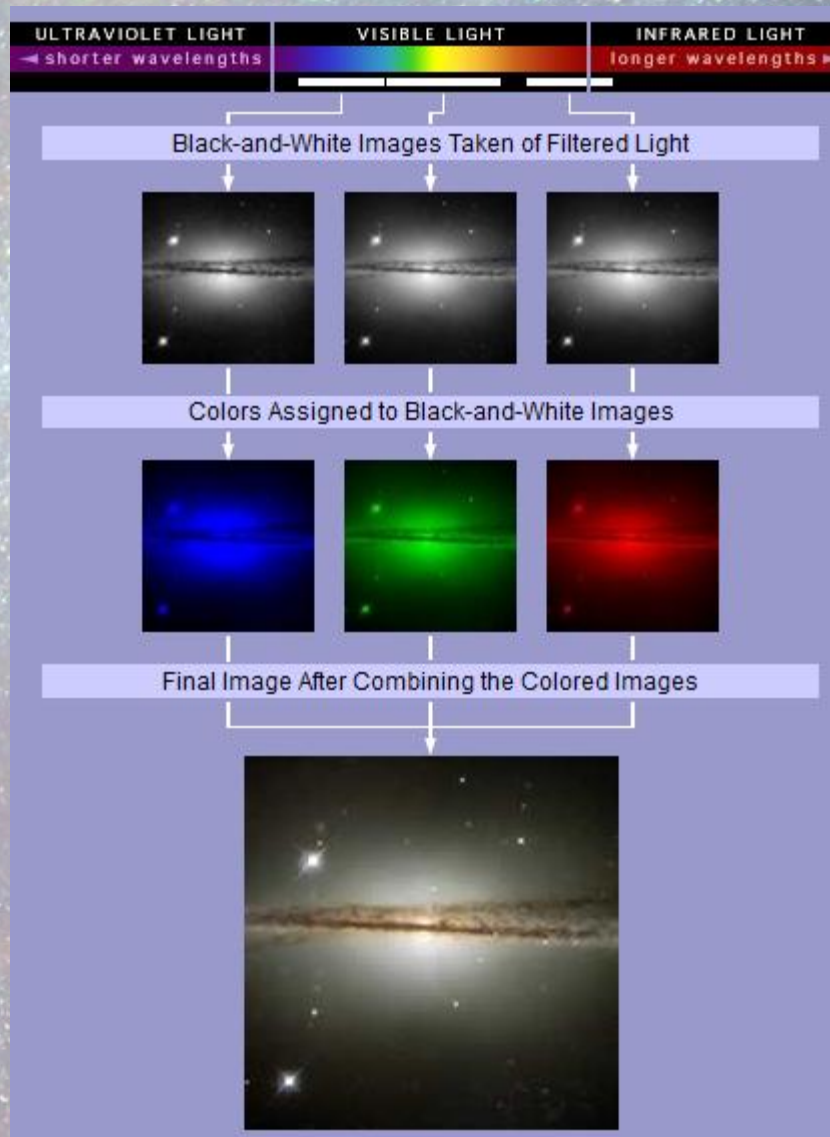 ULTRAVIOLET LIGHT VISIBLE LIGHT INFRARED LIGHT
◄ shorter wavelengths longer wavelengths ►
Black-and-White Images Taken of Filtered Light
Colors Assigned to Black-and-White Images
Final Image After Combining the Colored Images